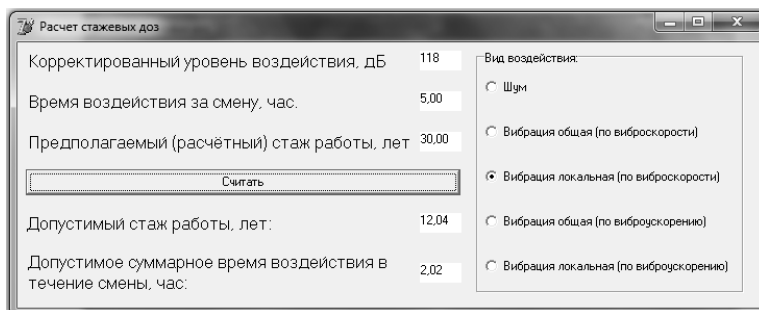 Расчет стажевых доз
Корректированный уровень воздействия, дБ 118
Время воздействия за смену, час. 5,00
Предполагаемый (расчётный) стаж работы, лет 30,00
Считать
Допустимый стаж работы, лет: 12,04
Допустимое суммарное время воздействия в
течение смены, час: 2,02
Вид воздействия:
Шум
Вибрация общая (по виброскорости)
Вибрация локальная (по виброскорости)
Вибрация общая (по виброускорению)
Вибрация локальная (по виброускорению)